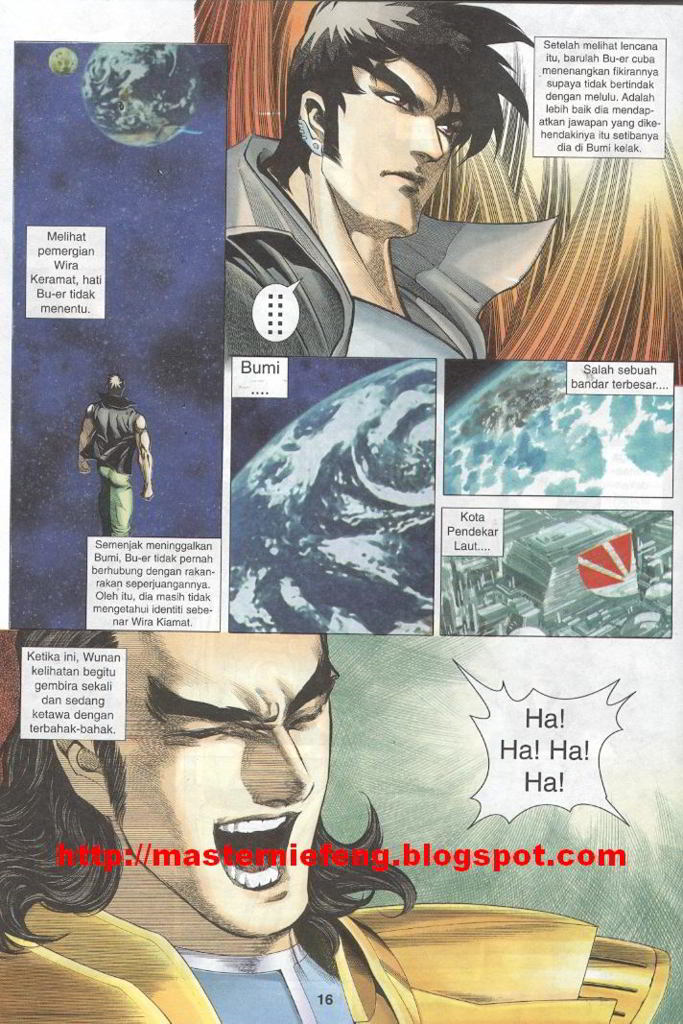 Setelah melihat lencana
itu, barulah Bu-er cuba
menenangkan fikirannya
supaya tidak bertindak
dengan melulu. Adalah
lebih baik dia mendap-
atkan jawapan yang dike-
hendakinya itu setibanya
dia di Bumi kelak.
Melihat
pemergian
Wira
Keramat, hati
Bu-er tidak
menentu.
Semenjak meninggalkan
Bumi, Bu-er tidak pernah
berhubung dengan rakan-
rakan seperjuangannya.
Oleh itu, dia masih tidak
mengetahui identiti sebe-
nar Wira Kiamat.
Bumi
....
Salah sebuah
bandar terbesar....
Kota
Pendekar
Laut....
Ketika ini, Wunan
kelihatan begitu
gembira sekali
dan sedang
ketawa dengan
terbahak-bahak.
Ha!
Ha! Ha!
Ha!
http://masterniefeng.blogspot.com
16